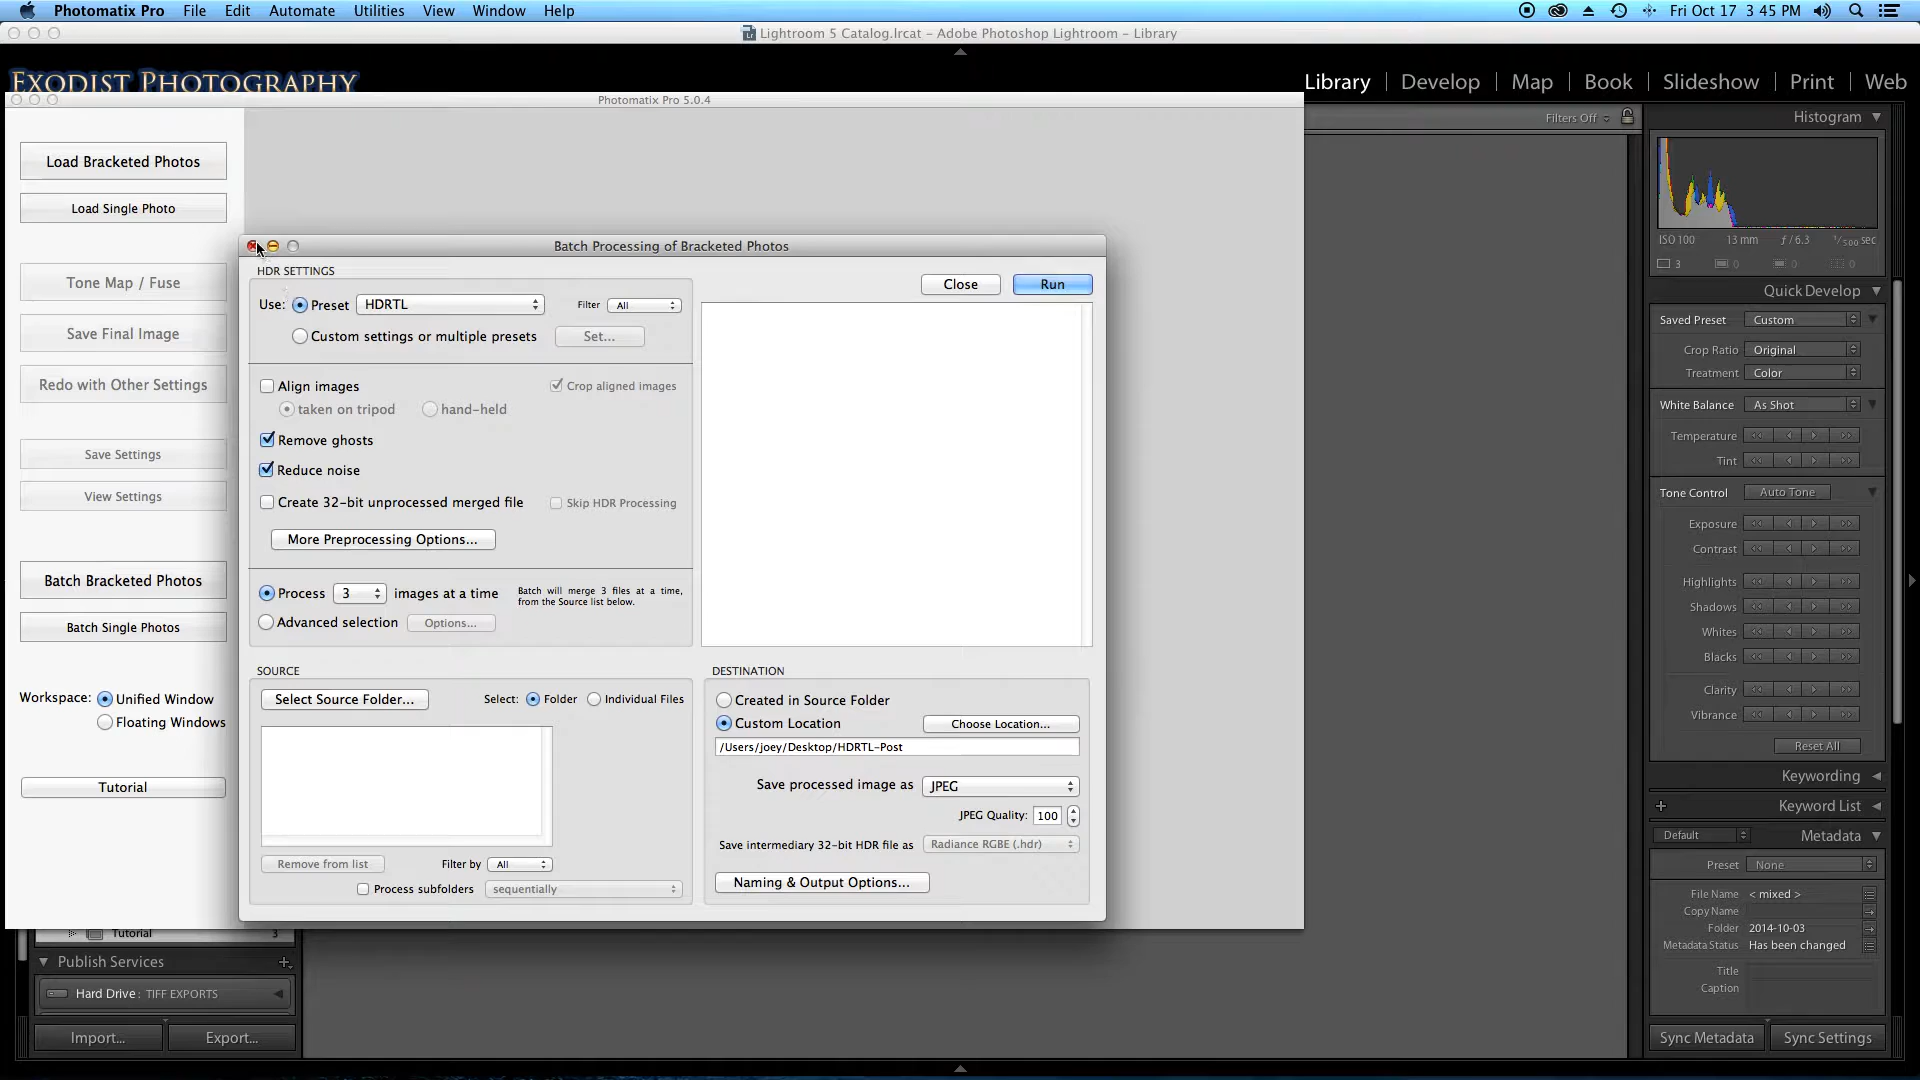 Photomatix Pro File Edit Automate Utilities View Window Help Fri Oct 17 3:45 PM
Lightroom 5 Catalog.lrcat – Adobe Photoshop Lightroom – Library
EXODIST PHOTOGRAPHY
Library | Develop | Map | Book | Slideshow | Print | Web
Photomatix Pro 5.0.4
Load Bracketed Photos
Load Single Photo
Tone Map / Fuse
Save Final Image
Redo with Other Settings
Save Settings
View Settings
Batch Bracketed Photos
Batch Single Photos
Workspace: Unified Window
Floating Windows
Tutorial
Batch Processing of Bracketed Photos
HDR SETTINGS
Close Run
Use: Preset HDRTL Filter All
Custom settings or multiple presets Set...
Align images Crop aligned images
taken on tripod hand-held
Remove ghosts
Reduce noise
Create 32-bit unprocessed merged file Skip HDR Processing
More Preprocessing Options...
Process 3 images at a time Batch will merge 3 files at a time,
from the Source list below.
Advanced selection Options...
SOURCE
Select Source Folder... Select: Folder Individual Files
Remove from list Filter by All
Process subfolders sequentially
DESTINATION
Created in Source Folder
Custom Location Choose Location...
/Users/joey/Desktop/HDRTL-Post
Save processed image as JPEG
JPEG Quality: 100
Save intermediary 32-bit HDR file as Radiance RGBE (.hdr)
Naming & Output Options...
Tutorial 3
Publish Services
Hard Drive: TIFF EXPORTS
Import... Export...
Filters Off
Histogram
ISO 100 13 mm ƒ / 6.3 1/500 sec
3 0 0 0
Quick Develop
Saved Preset Custom
Crop Ratio Original
Treatment Color
White Balance As Shot
Temperature
Tint
Tone Control Auto Tone
Exposure
Contrast
Highlights
Shadows
Whites
Blacks
Clarity
Vibrance
Reset All
Keywording
Keyword List
Default Metadata
Preset None
File Name < mixed >
Copy Name
Folder 2014-10-03
Metadata Status Has been changed
Title
Caption
Sync Metadata Sync Settings